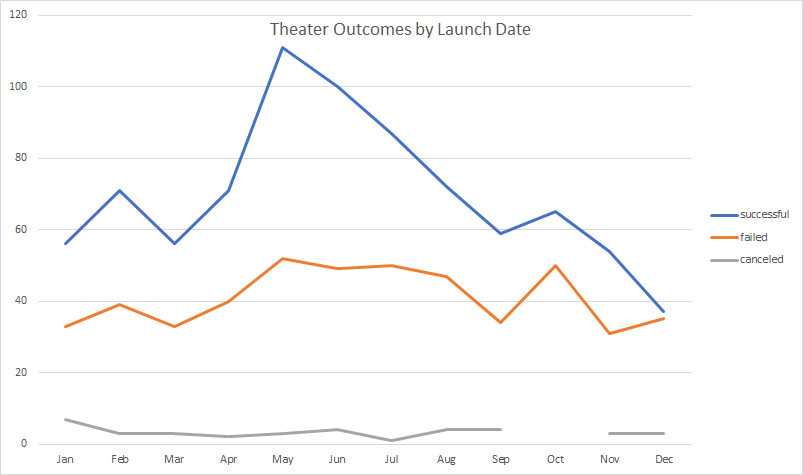 Theater Outcomes by Launch Date
120
100
80
60
40
20
0
Jan Feb Mar Apr May Jun Jul Aug Sep Oct Nov Dec
successful
failed
canceled